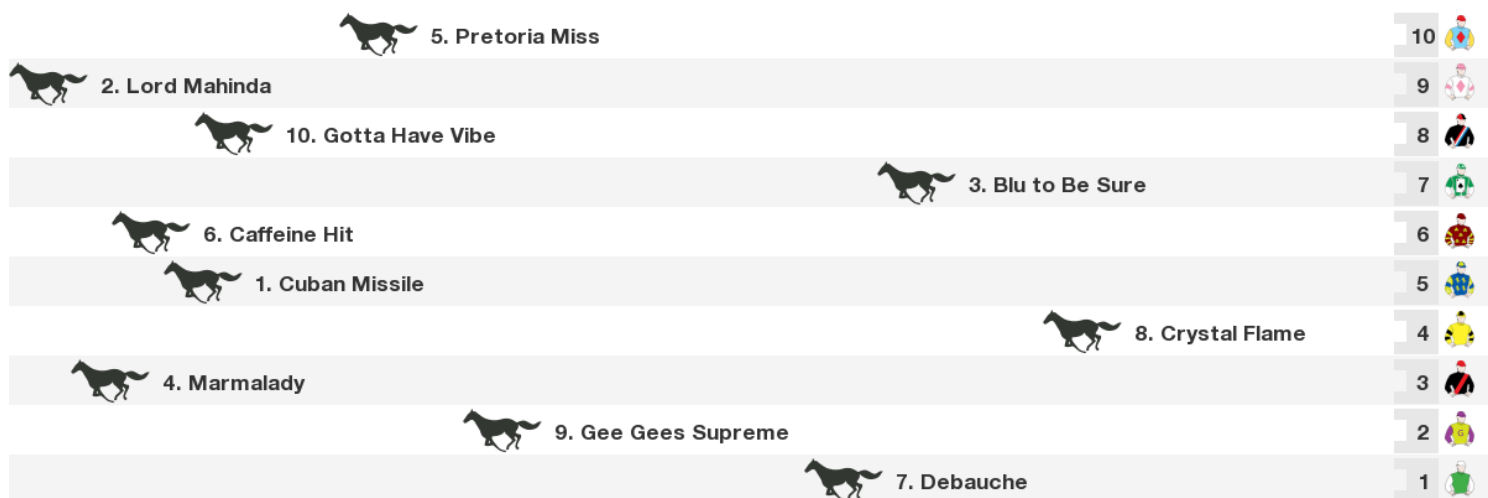 5. Pretoria Miss 10
2. Lord Mahinda 9
10. Gotta Have Vibe 8
3. Blu to Be Sure 7
6. Caffeine Hit 6
1. Cuban Missile 5
8. Crystal Flame 4
4. Marmalady 3
9. Gee Gees Supreme 2 G
7. Debauche 1